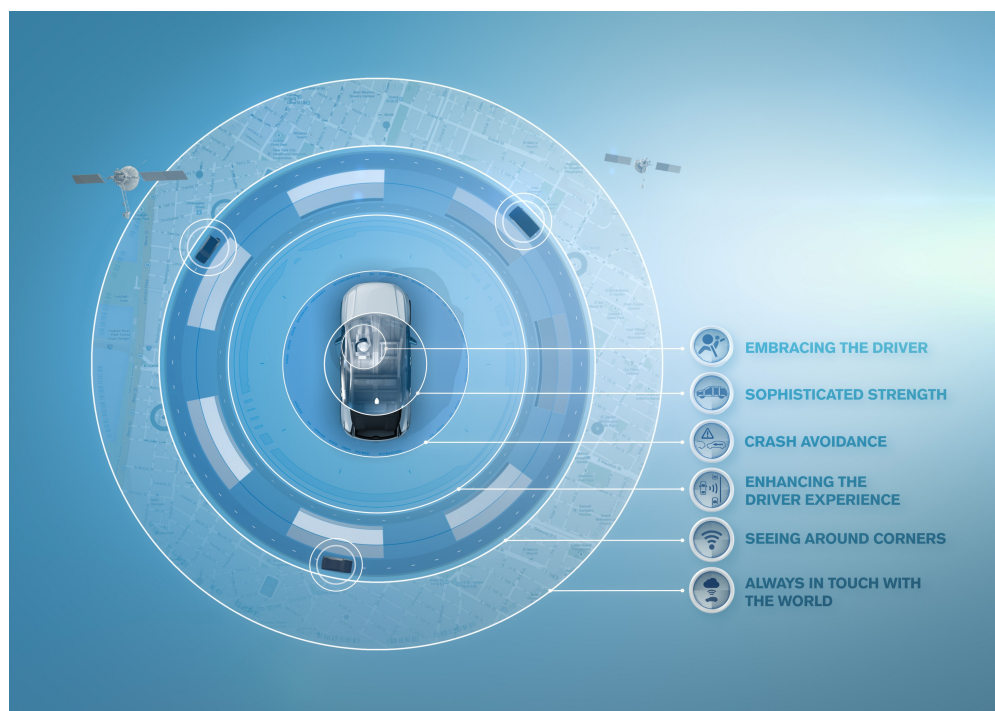 EMBRACING THE DRIVER
SOPHISTICATED STRENGTH
CRASH AVOIDANCE
ENHANCING THE
DRIVER EXPERIENCE
SEEING AROUND CORNERS
ALWAYS IN TOUCH WITH
THE WORLD